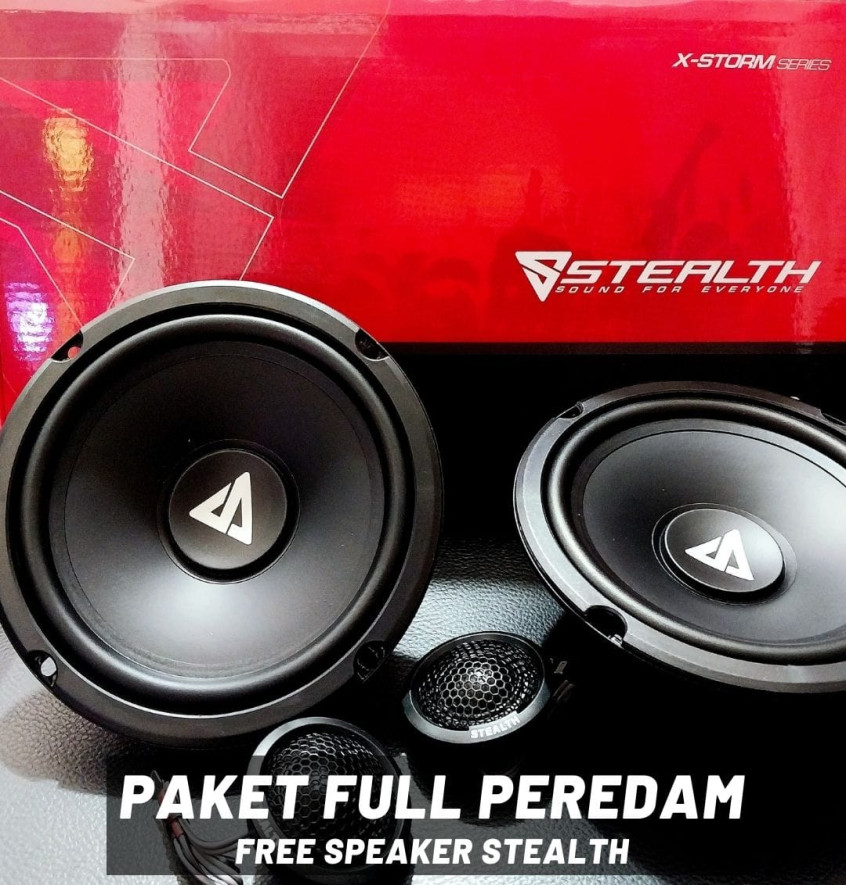 X-STORM SERIES
STEALTH
SOUND FOR EVERYONE
STEALTH
PAKET FULL PEREDAM
FREE SPEAKER STEALTH